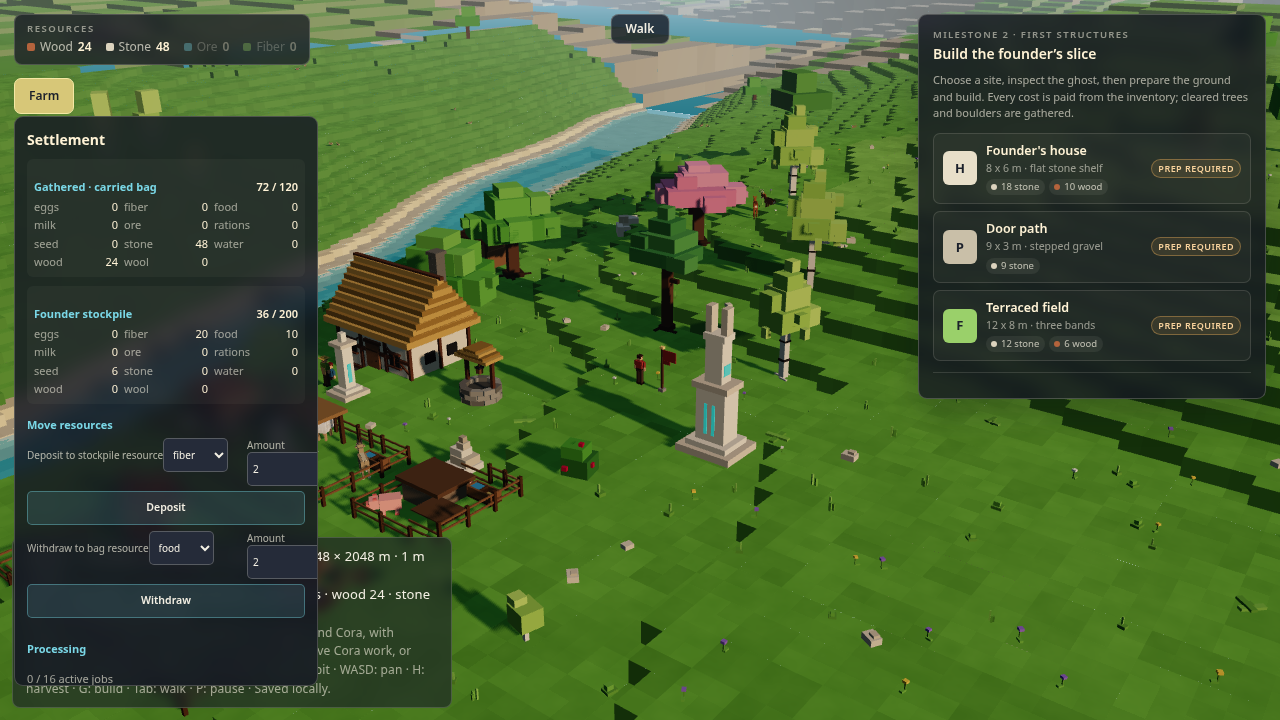 RESOURCES
Wood 24 Stone 48 Ore 0 Fiber 0
Walk
Farm
Settlement
Gathered · carried bag 72 / 120
eggs 0 fiber 0 food 0
milk 0 ore 0 rations 0
seed 0 stone 48 water 0
wood 24 wool 0
Founder stockpile 36 / 200
eggs 0 fiber 20 food 10
milk 0 ore 0 rations 0
seed 6 stone 0 water 0
wood 0 wool 0
Move resources
Deposit to stockpile resource fiber Amount 2
Deposit
Withdraw to bag resource food Amount 2
Withdraw
Processing
0 / 16 active jobs
48 × 2048 m · 1 m
s · wood 24 · stone
nd Cora, with
ve Cora work, or
bit · WASD: pan · H:
harvest · G: build · Tab: walk · P: pause · Saved locally.
MILESTONE 2 · FIRST STRUCTURES
Build the founder's slice
Choose a site, inspect the ghost, then prepare the ground
and build. Every cost is paid from the inventory; cleared trees
and boulders are gathered.
H
Founder's house
8 x 6 m · flat stone shelf
18 stone 10 wood
PREP REQUIRED
P
Door path
9 x 3 m · stepped gravel
9 stone
PREP REQUIRED
F
Terraced field
12 x 8 m · three bands
12 stone 6 wood
PREP REQUIRED